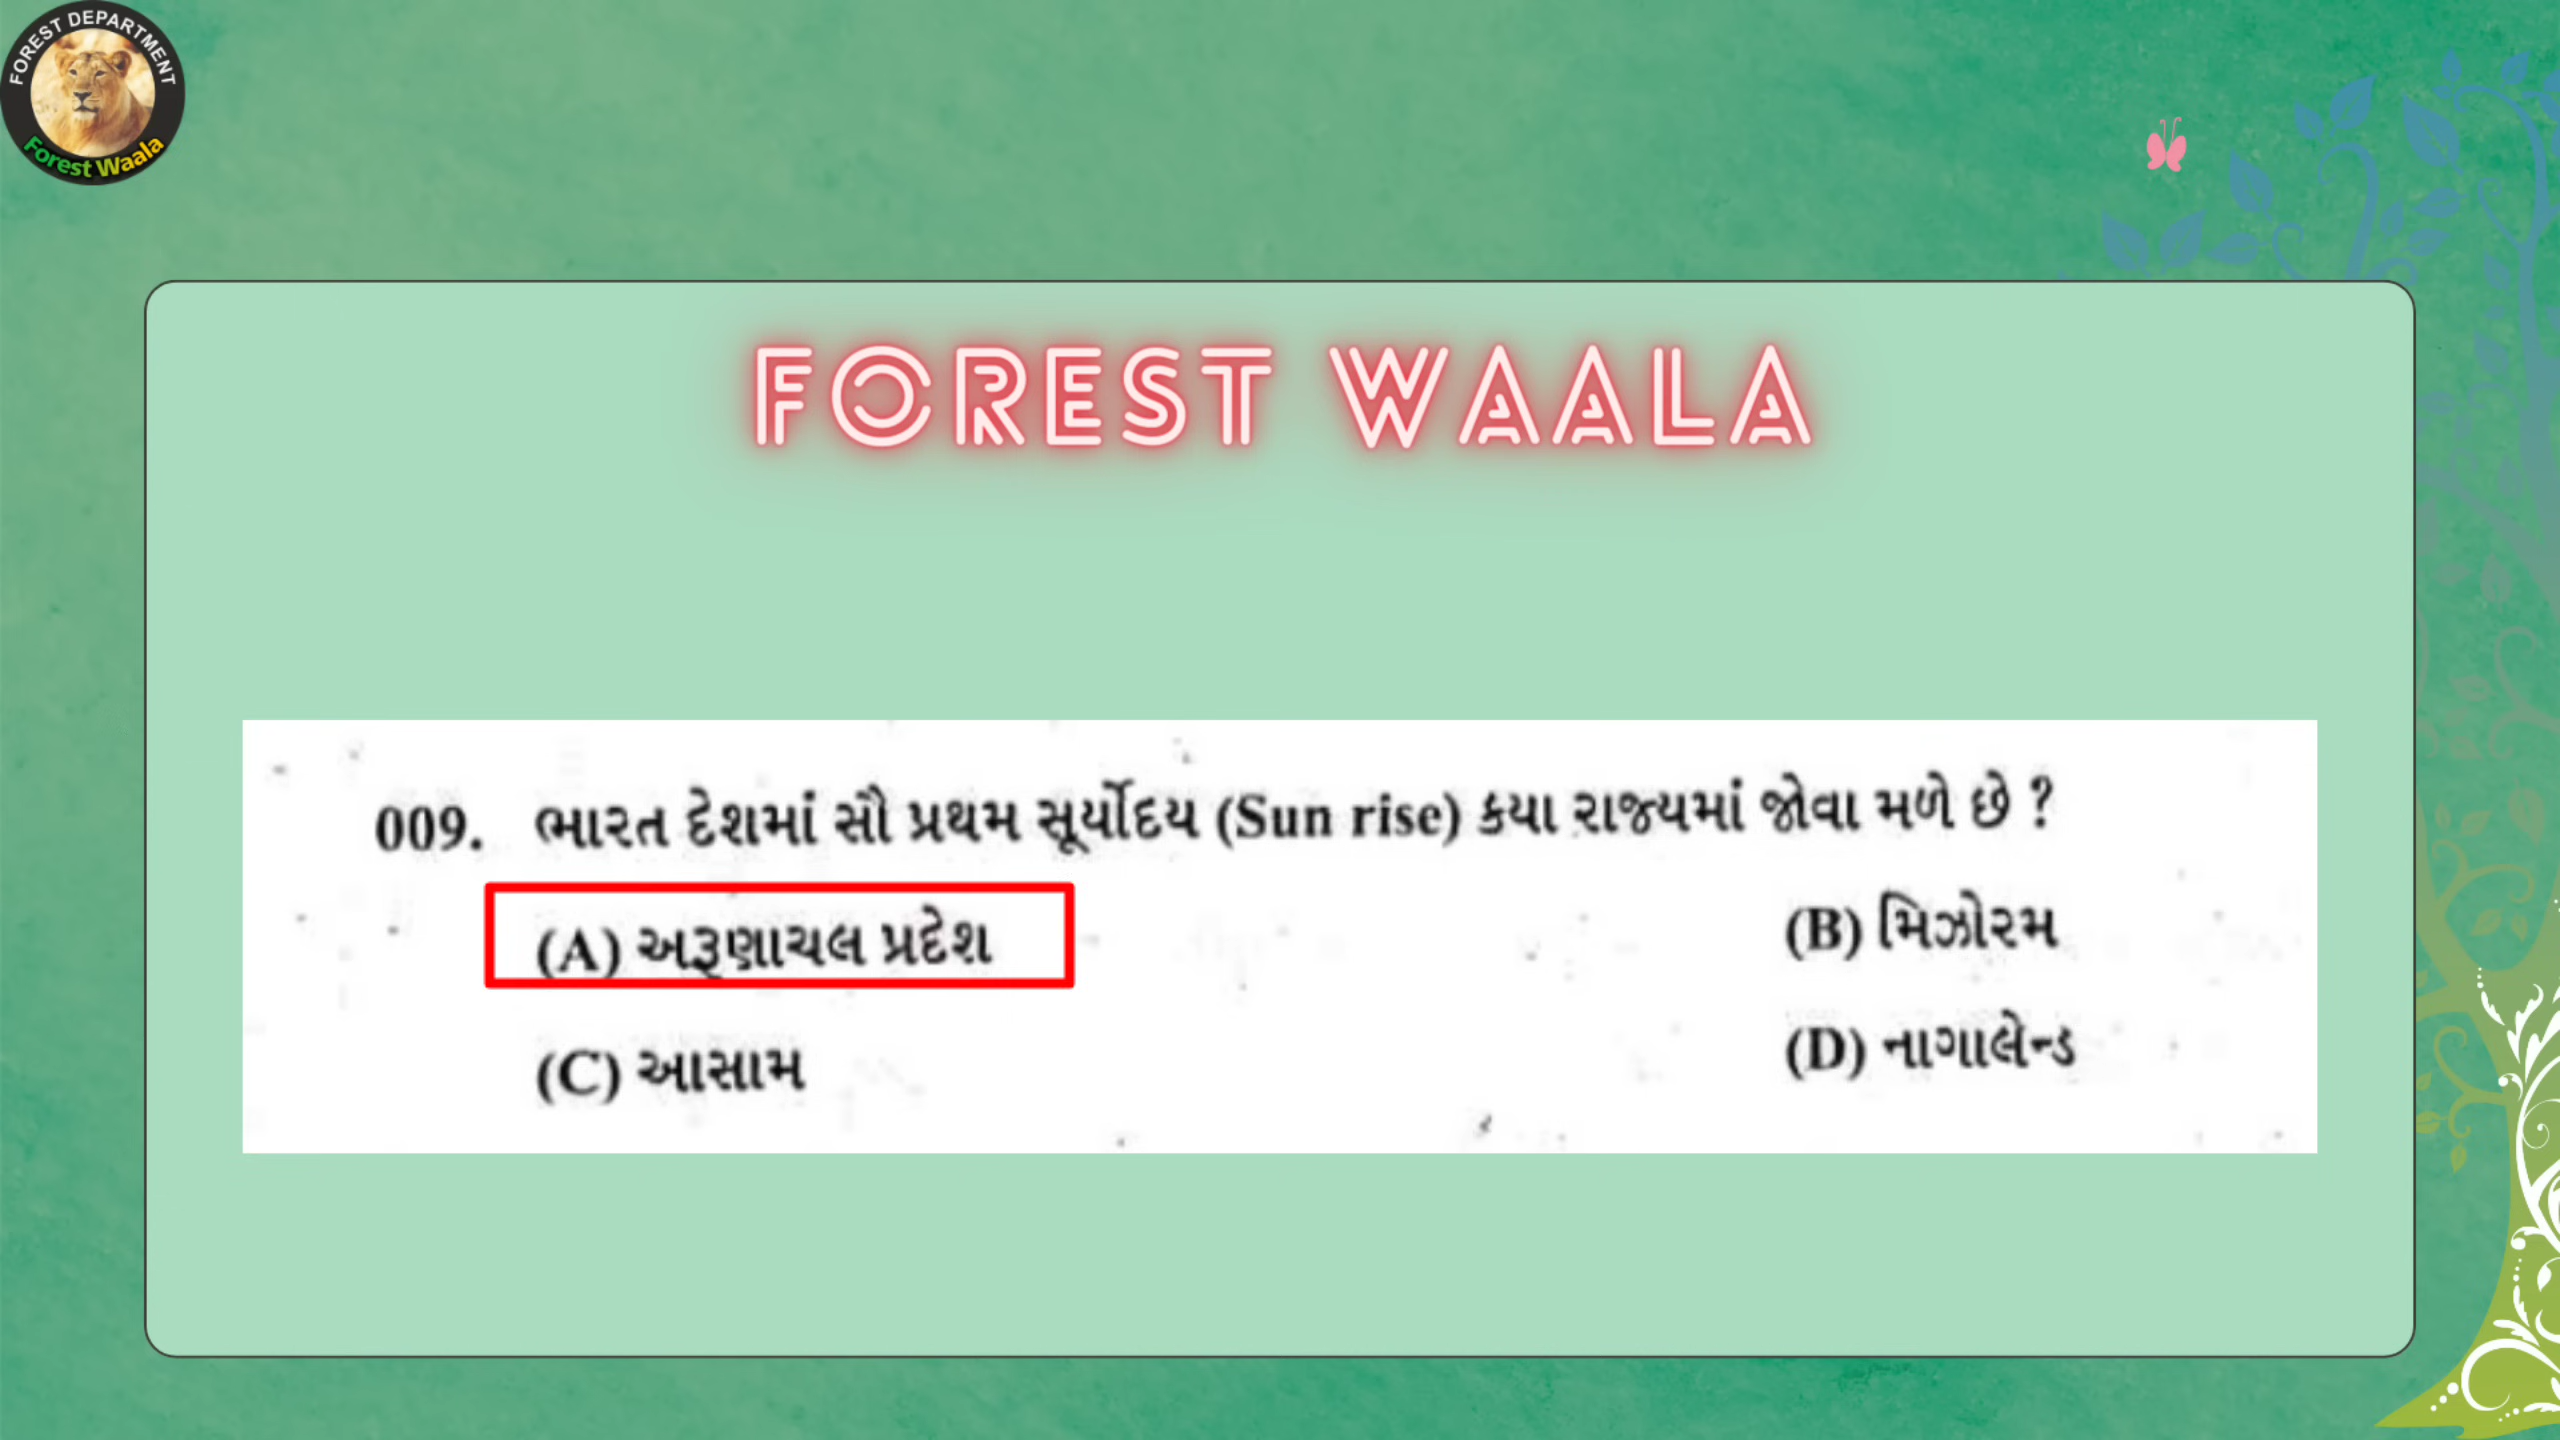 FOREST DEPARTMENT
Forest Waala
FOREST WAALA
009. ભારત દેશમાં સૌ પ્રથમ સૂર્યોદય (Sun rise) કયા રાજ્યમાં જોવા મળે છે ?
(A) અરૂણાચલ પ્રદેશ
(B) મિઝોરમ
(C) આસામ
(D) નાગાલેન્ડ